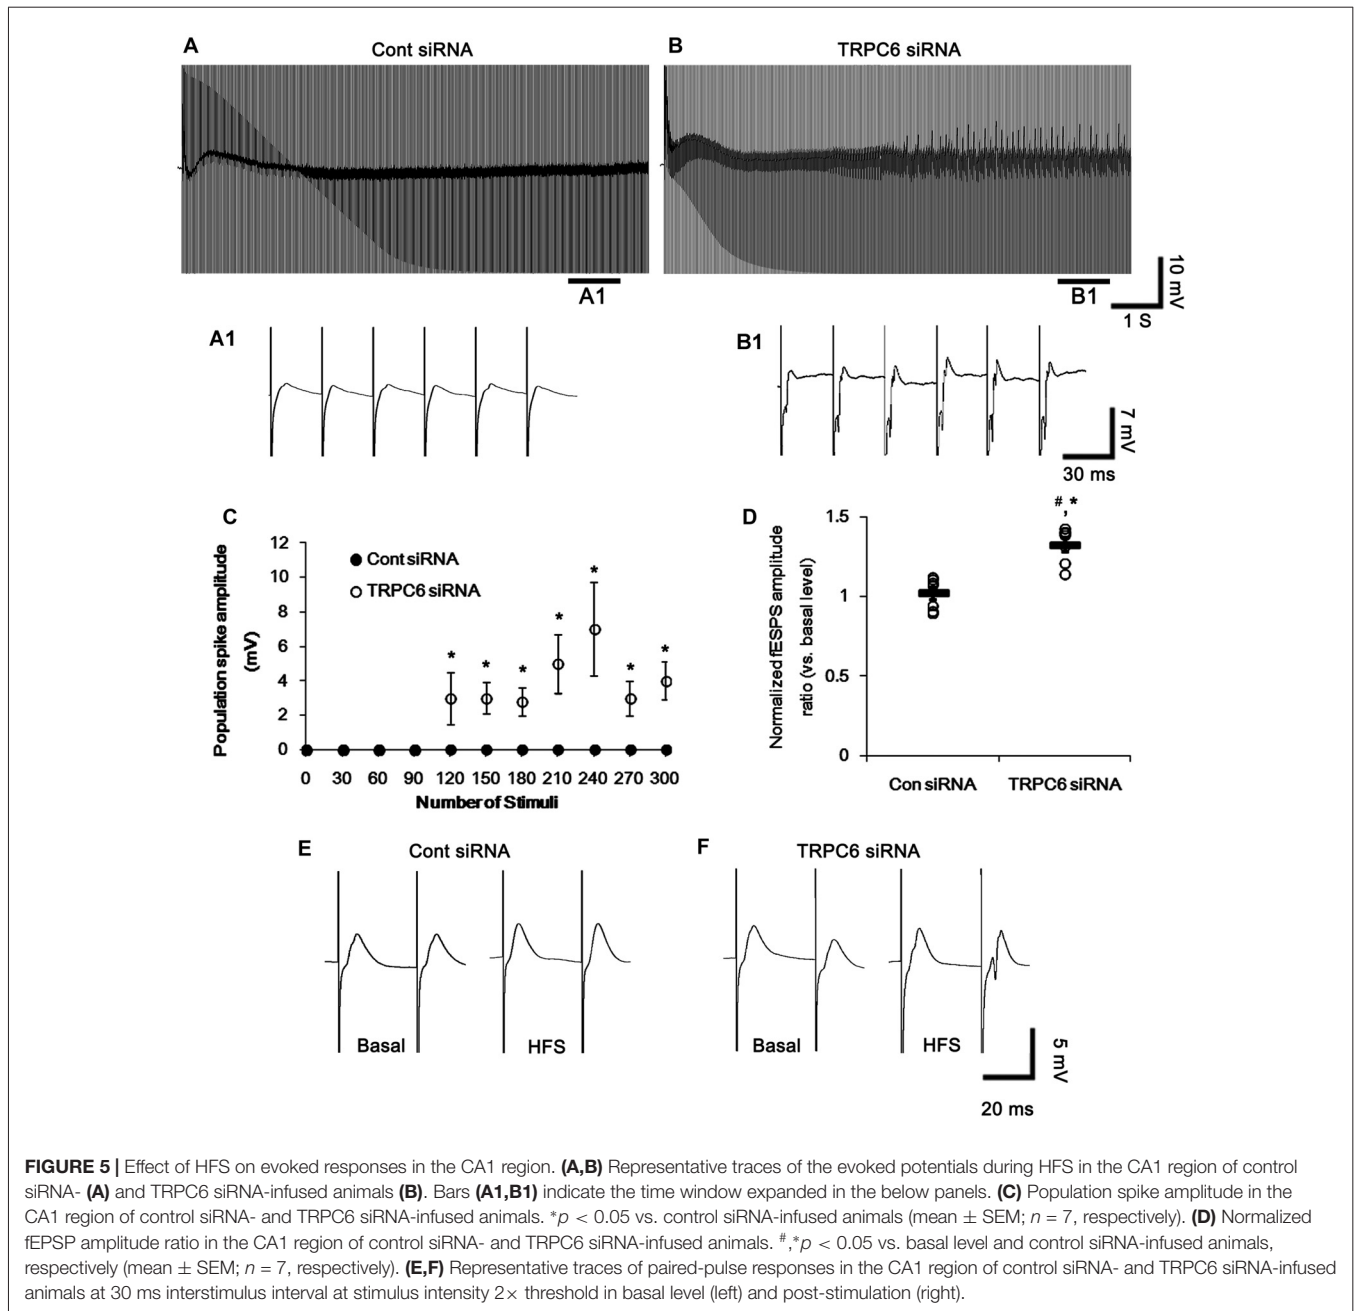 A
Cont siRNA
B
TRPC6 siRNA
A1
B1
10 mV
1 S
A1
B1
7 mV
30 ms
C
Population spike amplitude
(mV)
12
10
8
6
4
2
0
Cont siRNA
TRPC6 siRNA
*
*
*
*
*
*
*
0 30 60 90 120 150 180 210 240 270 300
Number of Stimuli
D
Normalized fESPS amplitude
ratio (vs. basal level)
1.5
1
0.5
0
#,*
Con siRNA
TRPC6 siRNA
E
Cont siRNA
F
TRPC6 siRNA
Basal
HFS
Basal
HFS
5 mV
20 ms
FIGURE 5 | Effect of HFS on evoked responses in the CA1 region. (A,B) Representative traces of the evoked potentials during HFS in the CA1 region of control
siRNA- (A) and TRPC6 siRNA-infused animals (B). Bars (A1,B1) indicate the time window expanded in the below panels. (C) Population spike amplitude in the
CA1 region of control siRNA- and TRPC6 siRNA-infused animals. *p < 0.05 vs. control siRNA-infused animals (mean ± SEM; n = 7, respectively). (D) Normalized
fEPSP amplitude ratio in the CA1 region of control siRNA- and TRPC6 siRNA-infused animals. #,*p < 0.05 vs. basal level and control siRNA-infused animals,
respectively (mean ± SEM; n = 7, respectively). (E,F) Representative traces of paired-pulse responses in the CA1 region of control siRNA- and TRPC6 siRNA-infused
animals at 30 ms interstimulus interval at stimulus intensity 2× threshold in basal level (left) and post-stimulation (right).